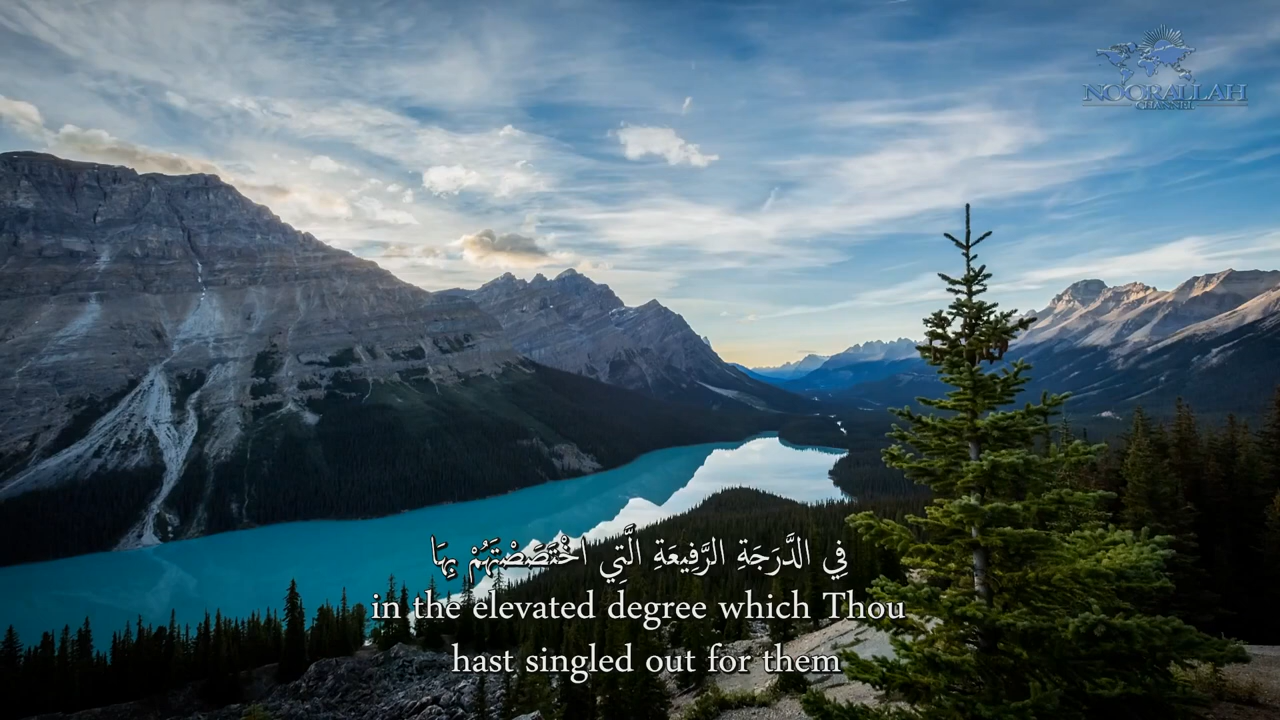 NOORALLAH
CHANNEL
فِي الدَّرَجَةِ الرَّفِيعَةِ الَّتِي اخْتَصَصْتَهُمْ بِهَا
in the elevated degree which Thou
hast singled out for them